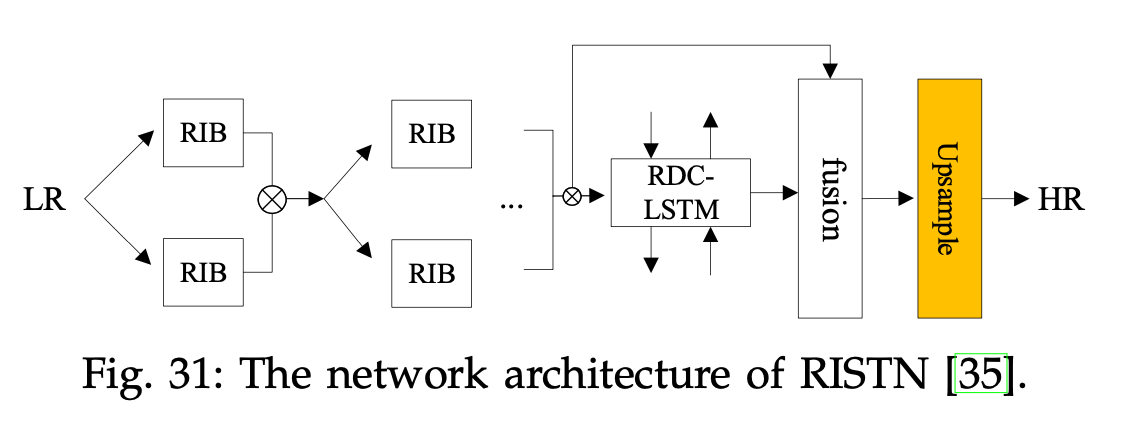 RIB
RIB
LR
RIB
RIB
...
RDC-
LSTM
fusion
Upsample
HR
Fig. 31: The network architecture of RISTN [35].